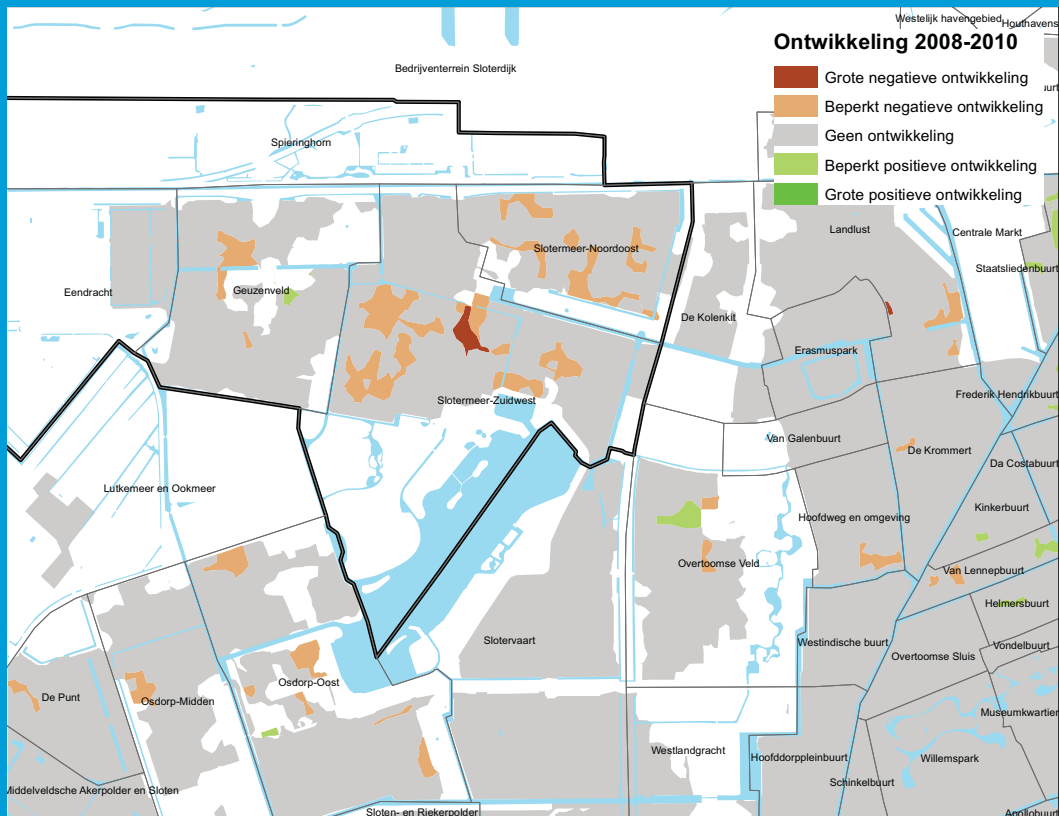 Westelijk havengebied
Houthavens
Ontwikkeling 2008-2010
Bedrijventerrein Sloterdijk
Grote negatieve ontwikkeling
Beperkt negatieve ontwikkeling
Geen ontwikkeling
Beperkt positieve ontwikkeling
Grote positieve ontwikkeling
Spieringhorn
Landlust
Centrale Markt
Slotermeer-Noordoost
Staatsliedenbuurt
Eendracht
Geuzenveld
De Kolenkit
Erasmuspark
Frederik Hendrikbuurt
Slotermeer-Zuidwest
Van Galenbuurt
De Krommert
Da Costabuurt
Lutkemeer en Ookmeer
Kinkerbuurt
Hoofdweg en omgeving
Overtoomse Veld
Van Lennepbuurt
Helmersbuurt
Slotervaart
Westindische buurt
Vondelbuurt
Overtoomse Sluis
Osdorp-Oost
De Punt
Osdorp-Midden
Museumkwartier
Westlandgracht
Hoofddorppleinbuurt
Willemspark
Schinkelbuurt
Middelveldsche Akerpolder en Sloten
Sloten- en Riekerpolder
Apollobuurt